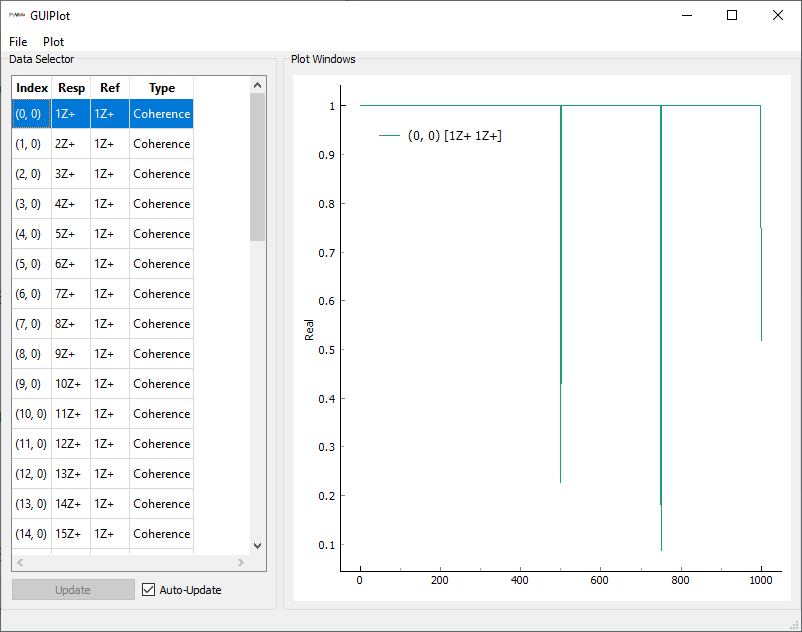 GUIPlot
File Plot
Data Selector
Index Resp Ref Type
(0, 0) 1Z+ 1Z+ Coherence
(1, 0) 2Z+ 1Z+ Coherence
(2, 0) 3Z+ 1Z+ Coherence
(3, 0) 4Z+ 1Z+ Coherence
(4, 0) 5Z+ 1Z+ Coherence
(5, 0) 6Z+ 1Z+ Coherence
(6, 0) 7Z+ 1Z+ Coherence
(7, 0) 8Z+ 1Z+ Coherence
(8, 0) 9Z+ 1Z+ Coherence
(9, 0) 10Z+ 1Z+ Coherence
(10, 0) 11Z+ 1Z+ Coherence
(11, 0) 12Z+ 1Z+ Coherence
(12, 0) 13Z+ 1Z+ Coherence
(13, 0) 14Z+ 1Z+ Coherence
(14, 0) 15Z+ 1Z+ Coherence
Update Auto-Update
Plot Windows
(0, 0) [1Z+ 1Z+]
1
0.9
0.8
0.7
0.6
0.5
0.4
0.3
0.2
0.1
Real
0 200 400 600 800 1000